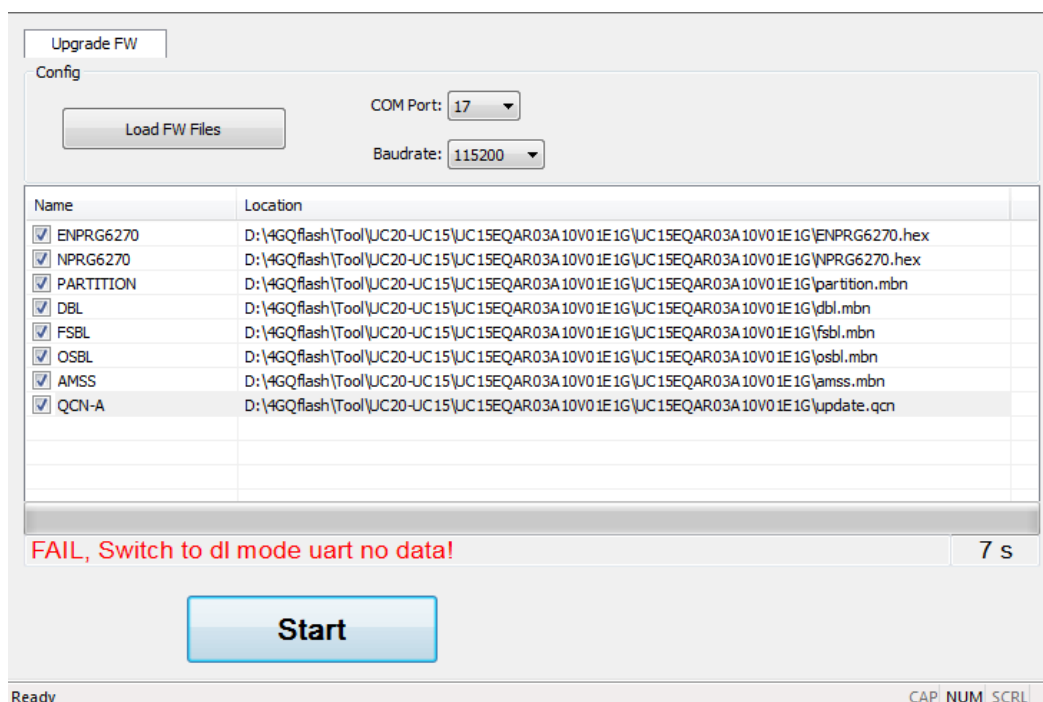 Upgrade FW
Config
COM Port: 17
Load FW Files
Baudrate: 115200
Name Location
ENPRG6270 D:\4GQflash\Tool\UC20-UC15\UC15EQAR03A10V01E1G\UC15EQAR03A10V01E1G\ENPRG6270.hex
NPRG6270 D:\4GQflash\Tool\UC20-UC15\UC15EQAR03A10V01E1G\UC15EQAR03A10V01E1G\NPRG6270.hex
PARTITION D:\4GQflash\Tool\UC20-UC15\UC15EQAR03A10V01E1G\UC15EQAR03A10V01E1G\partition.mbn
DBL D:\4GQflash\Tool\UC20-UC15\UC15EQAR03A10V01E1G\UC15EQAR03A10V01E1G\dbl.mbn
FSBL D:\4GQflash\Tool\UC20-UC15\UC15EQAR03A10V01E1G\UC15EQAR03A10V01E1G\fsbl.mbn
OSBL D:\4GQflash\Tool\UC20-UC15\UC15EQAR03A10V01E1G\UC15EQAR03A10V01E1G\osbl.mbn
AMSS D:\4GQflash\Tool\UC20-UC15\UC15EQAR03A10V01E1G\UC15EQAR03A10V01E1G\amss.mbn
QCN-A D:\4GQflash\Tool\UC20-UC15\UC15EQAR03A10V01E1G\UC15EQAR03A10V01E1G\update.qcn
FAIL, Switch to dl mode uart no data! 7 s
Start
Ready CAP NUM SCRL